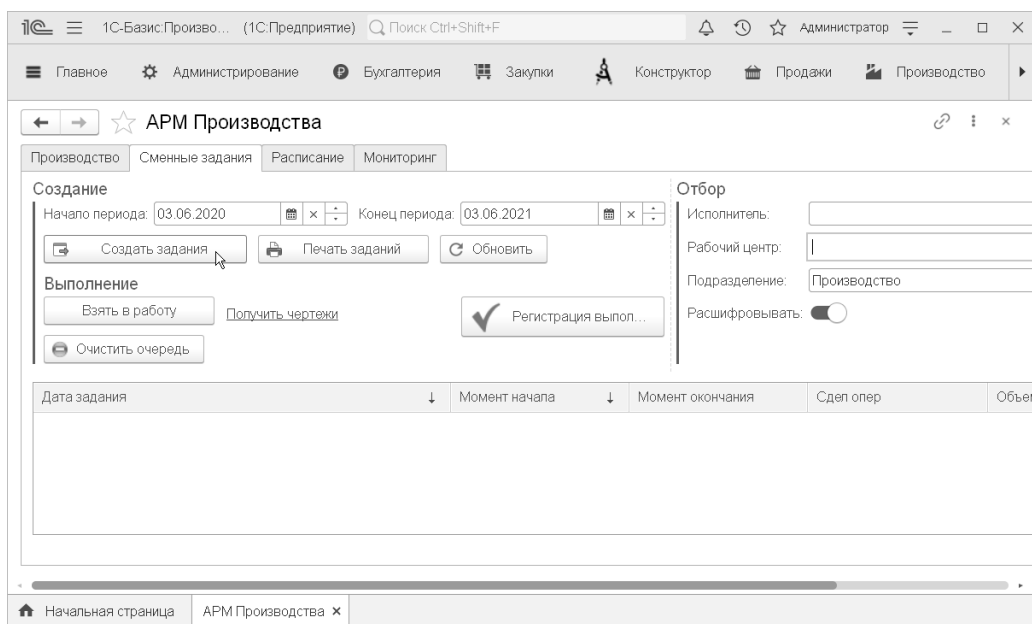 1С-Базис:Произво... (1С:Предприятие) Поиск Ctrl+Shift+F Администратор
Главное Администрирование Бухгалтерия Закупки Конструктор Продажи Производство
АРМ Производства
Производство Сменные задания Расписание Мониторинг
Создание Отбор
Начало периода: 03.06.2020 Конец периода: 03.06.2021 Исполнитель:
Создать задания Печать заданий Обновить Рабочий центр:
Выполнение Подразделение: Производство
Взять в работу Получить чертежи Регистрация выпол... Расшифровывать:
Очистить очередь
Дата задания Момент начала Момент окончания Сдел опер Объем
Начальная страница АРМ Производства